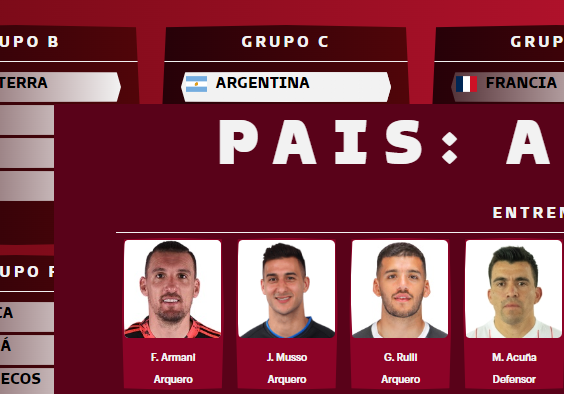 UPO B
GRUPO C
GRUP
TERRA
ARGENTINA
FRANCIA
PAIS: A
ENTREN
UPO F
CA
Á
ECOS
F. Armani
J. Musso
G. Rulli
M. Acuña
Arquero
Arquero
Arquero
Defensor